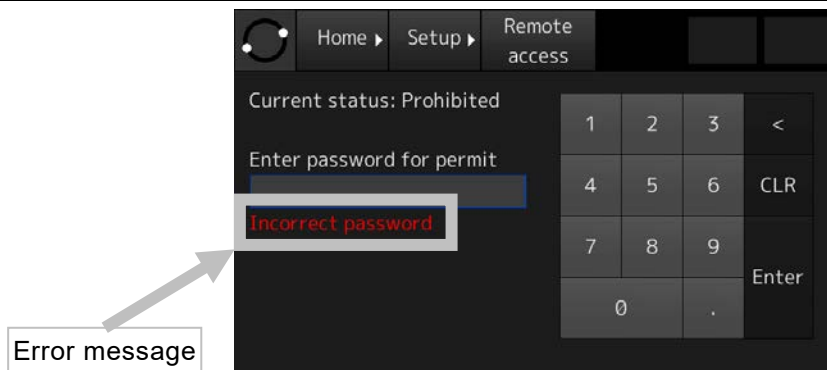 Home ▸ Setup ▸ Remote access
Current status: Prohibited
Enter password for permit
Incorrect password
1 2 3 <
4 5 6 CLR
7 8 9 Enter
0 .
Error message